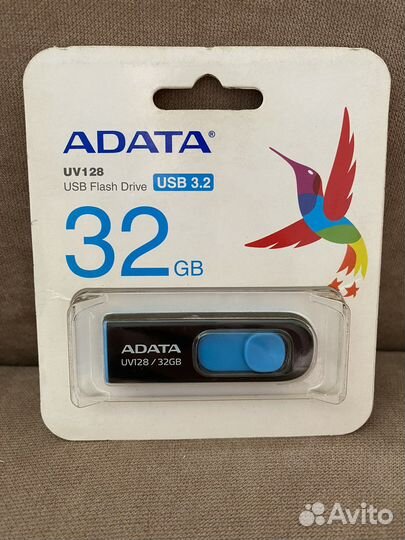 ADATA®
UV128
USB Flash Drive USB 3.2
32 GB
ADATA
UV128 / 32GB
Avito